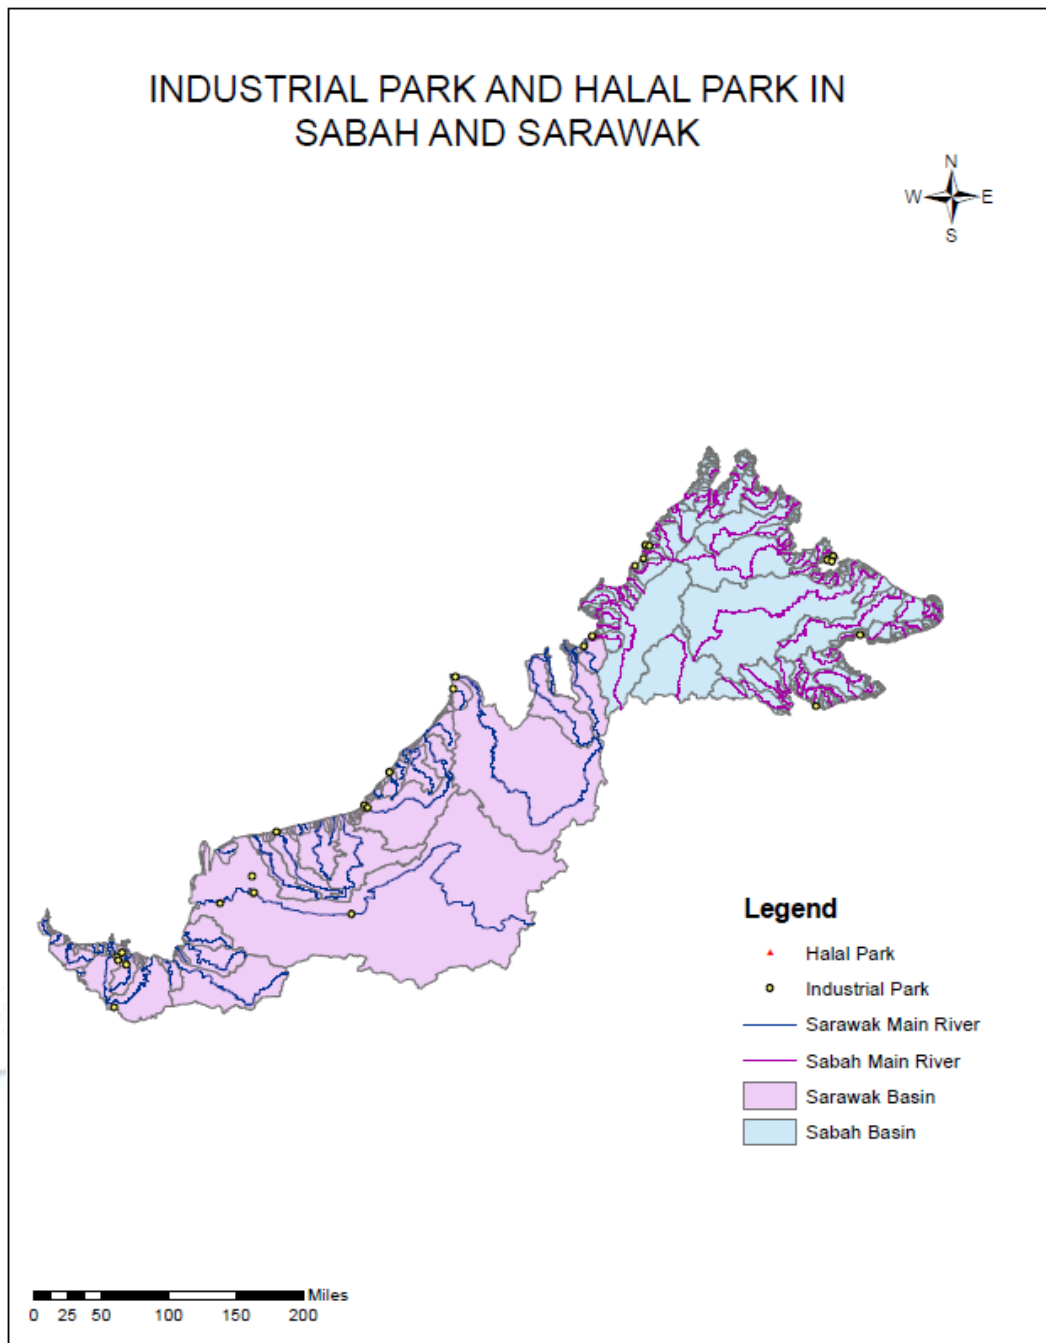 INDUSTRIAL PARK AND HALAL PARK IN
SABAH AND SARAWAK
N
W E
S
Legend
Halal Park
Industrial Park
Sarawak Main River
Sabah Main River
Sarawak Basin
Sabah Basin
Miles
0 25 50 100 150 200